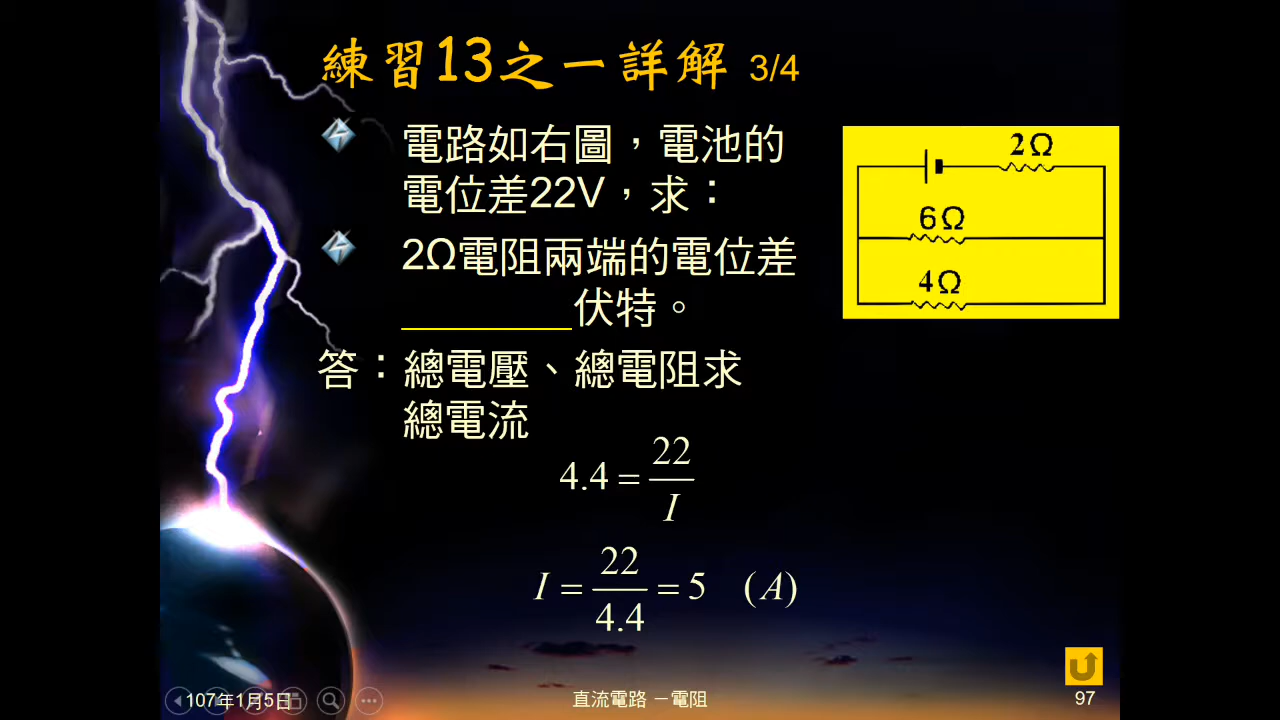 練習13之一詳解 3/4
電路如右圖，電池的
電位差22V，求：
2Ω電阻兩端的電位差
________伏特。
答：總電壓、總電阻求
總電流
4.4 = 22/I
I = 22/4.4 = 5 (A)
2Ω
6Ω
4Ω
107年1月5日
直流電路 － 電阻
97